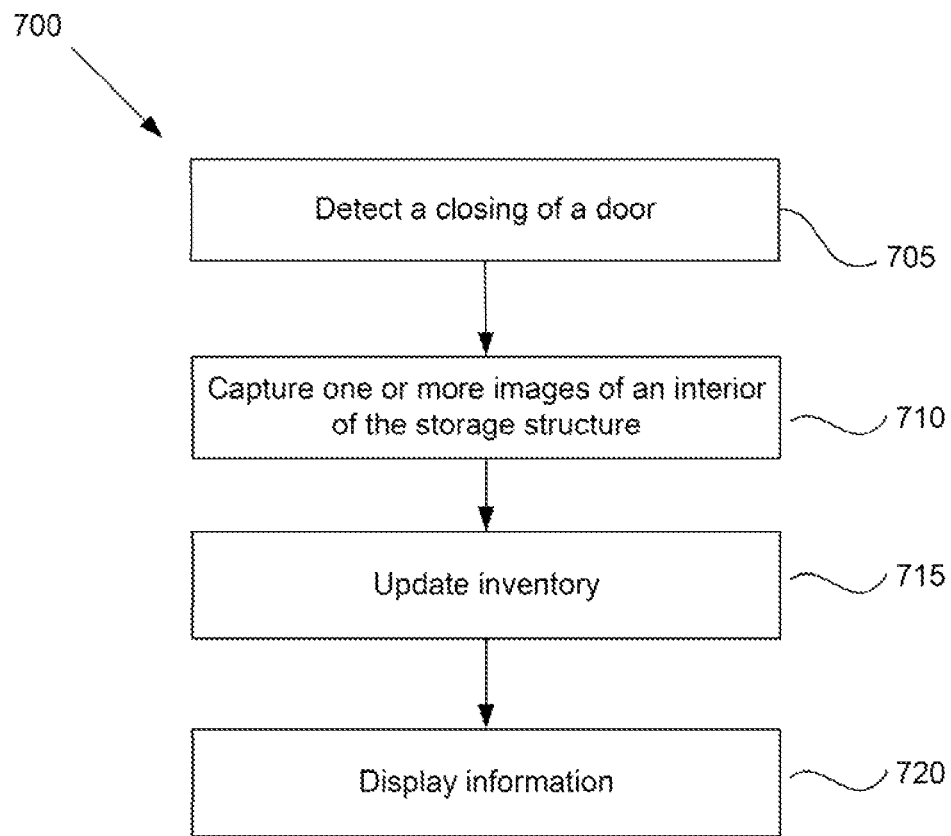 700
Detect a closing of a door
705
Capture one or more images of an interior
of the storage structure
710
Update inventory
715
Display information
720